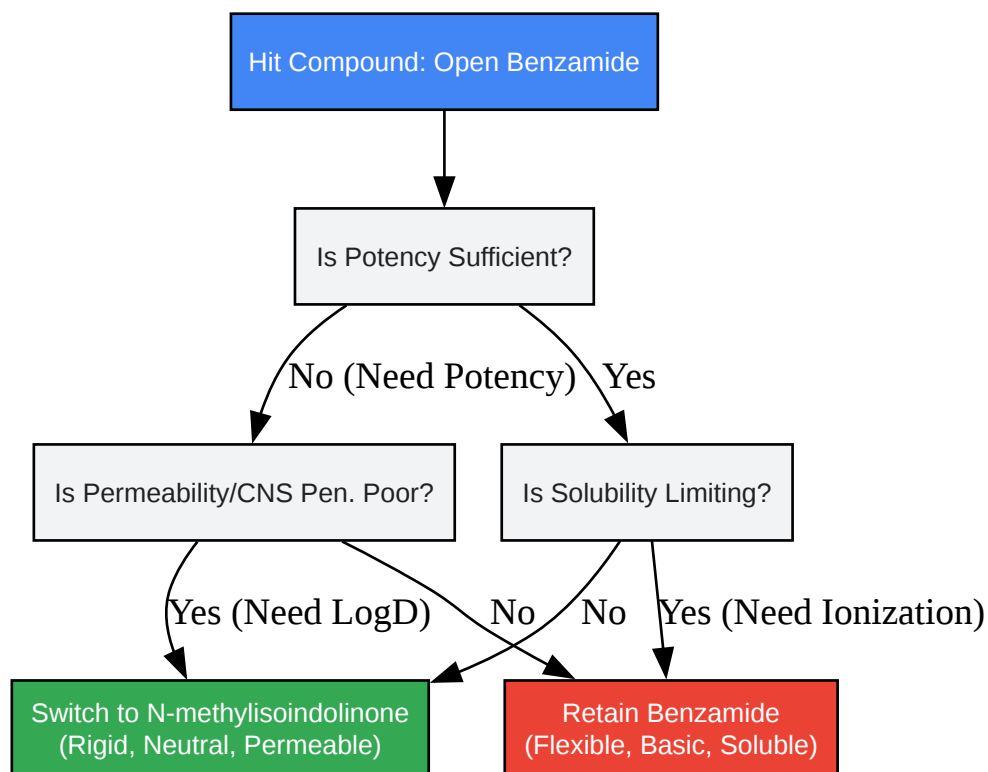 Hit Compound: Open Benzamide
Is Potency Sufficient?
No (Need Potency)
Yes
Is Permeability/CNS Pen. Poor?
Is Solubility Limiting?
Yes (Need LogD)
No
No
Yes (Need Ionization)
Switch to N-methylisoindolinone
(Rigid, Neutral, Permeable)
Retain Benzamide
(Flexible, Basic, Soluble)